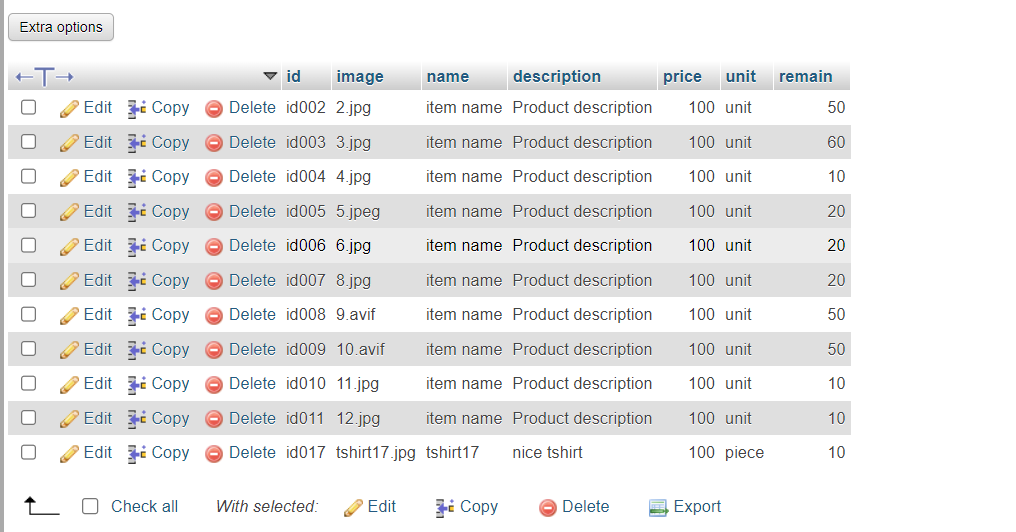 Extra options
id image name description price unit remain
Edit Copy Delete id002 2.jpg item name Product description 100 unit 50
Edit Copy Delete id003 3.jpg item name Product description 100 unit 60
Edit Copy Delete id004 4.jpg item name Product description 100 unit 10
Edit Copy Delete id005 5.jpeg item name Product description 100 unit 20
Edit Copy Delete id006 6.jpg item name Product description 100 unit 20
Edit Copy Delete id007 8.jpg item name Product description 100 unit 20
Edit Copy Delete id008 9.avif item name Product description 100 unit 50
Edit Copy Delete id009 10.avif item name Product description 100 unit 50
Edit Copy Delete id010 11.jpg item name Product description 100 unit 10
Edit Copy Delete id011 12.jpg item name Product description 100 unit 10
Edit Copy Delete id017 tshirt17.jpg tshirt17 nice tshirt 100 piece 10
Check all With selected: Edit Copy Delete Export